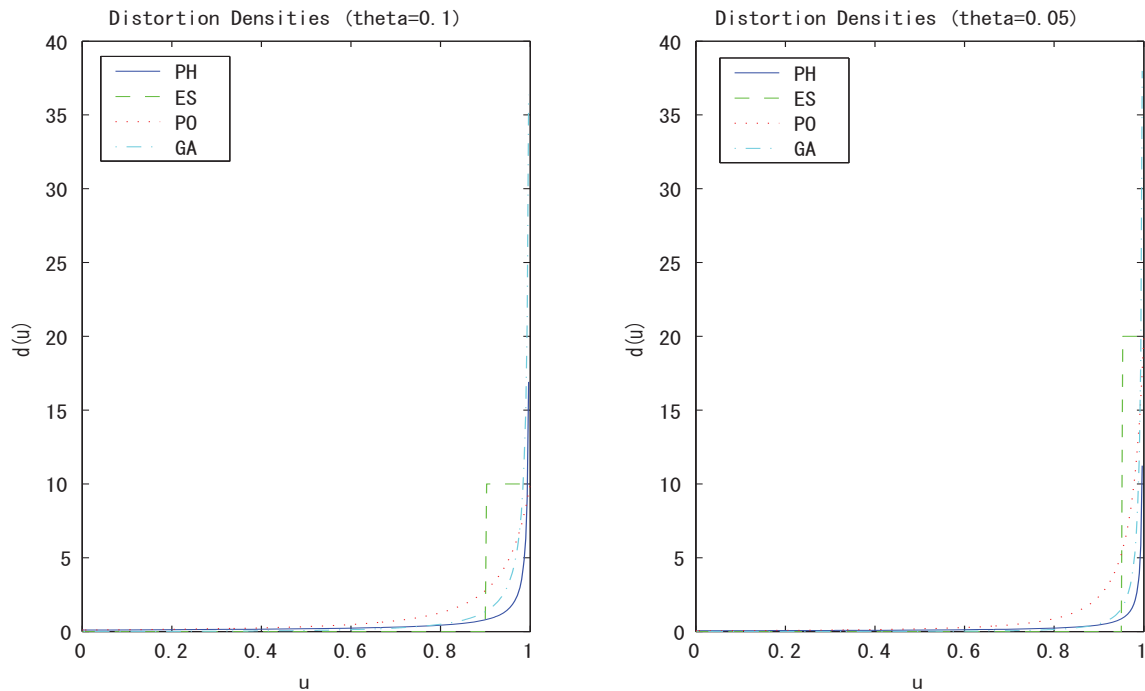 Distortion Densities (theta=0.1)
40
35
30
25
20
15
10
5
0
d(u)
PH
ES
PO
GA
0 0.2 0.4 0.6 0.8 1
u
Distortion Densities (theta=0.05)
40
35
30
25
20
15
10
5
0
d(u)
PH
ES
PO
GA
0 0.2 0.4 0.6 0.8 1
u